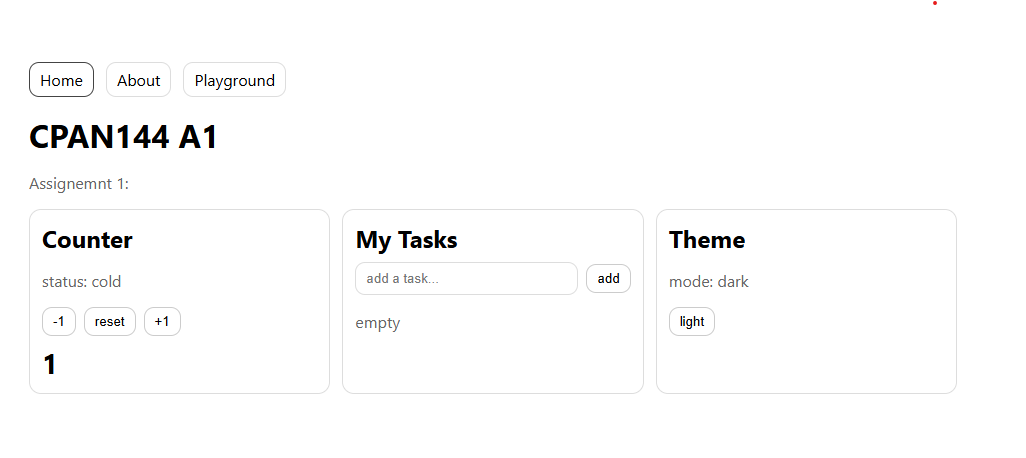 Home About Playground
CPAN144 A1
Assignemnt 1:
Counter
status: cold
-1 reset +1
1
My Tasks
add a task... add
empty
Theme
mode: dark
light